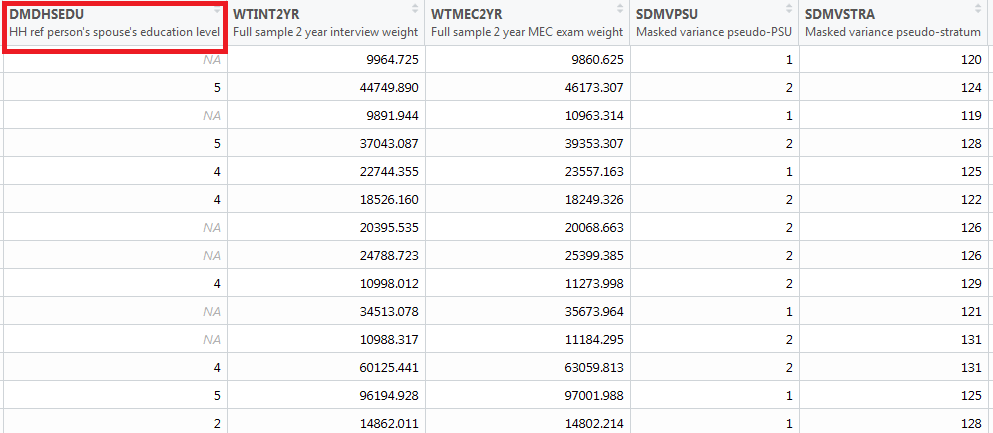 DMDHSEDU WTINT2YR WTMEC2YR SDMVPSU SDMVSTRA
HH ref person's spouse's education level Full sample 2 year interview weight Full sample 2 year MEC exam weight Masked variance pseudo-PSU Masked variance pseudo-stratum
NA 9964.725 9860.625 1 120
5 44749.890 46173.307 2 124
NA 9891.944 10963.314 1 119
5 37043.087 39353.307 2 128
4 22744.355 23557.163 1 125
4 18526.160 18249.326 2 122
NA 20395.535 20068.663 2 126
NA 24788.723 25399.385 2 126
4 10998.012 11273.998 2 129
NA 34513.078 35673.964 1 121
NA 10988.317 11184.295 2 131
4 60125.441 63059.813 2 131
5 96194.928 97001.988 1 125
2 14862.011 14802.214 1 128